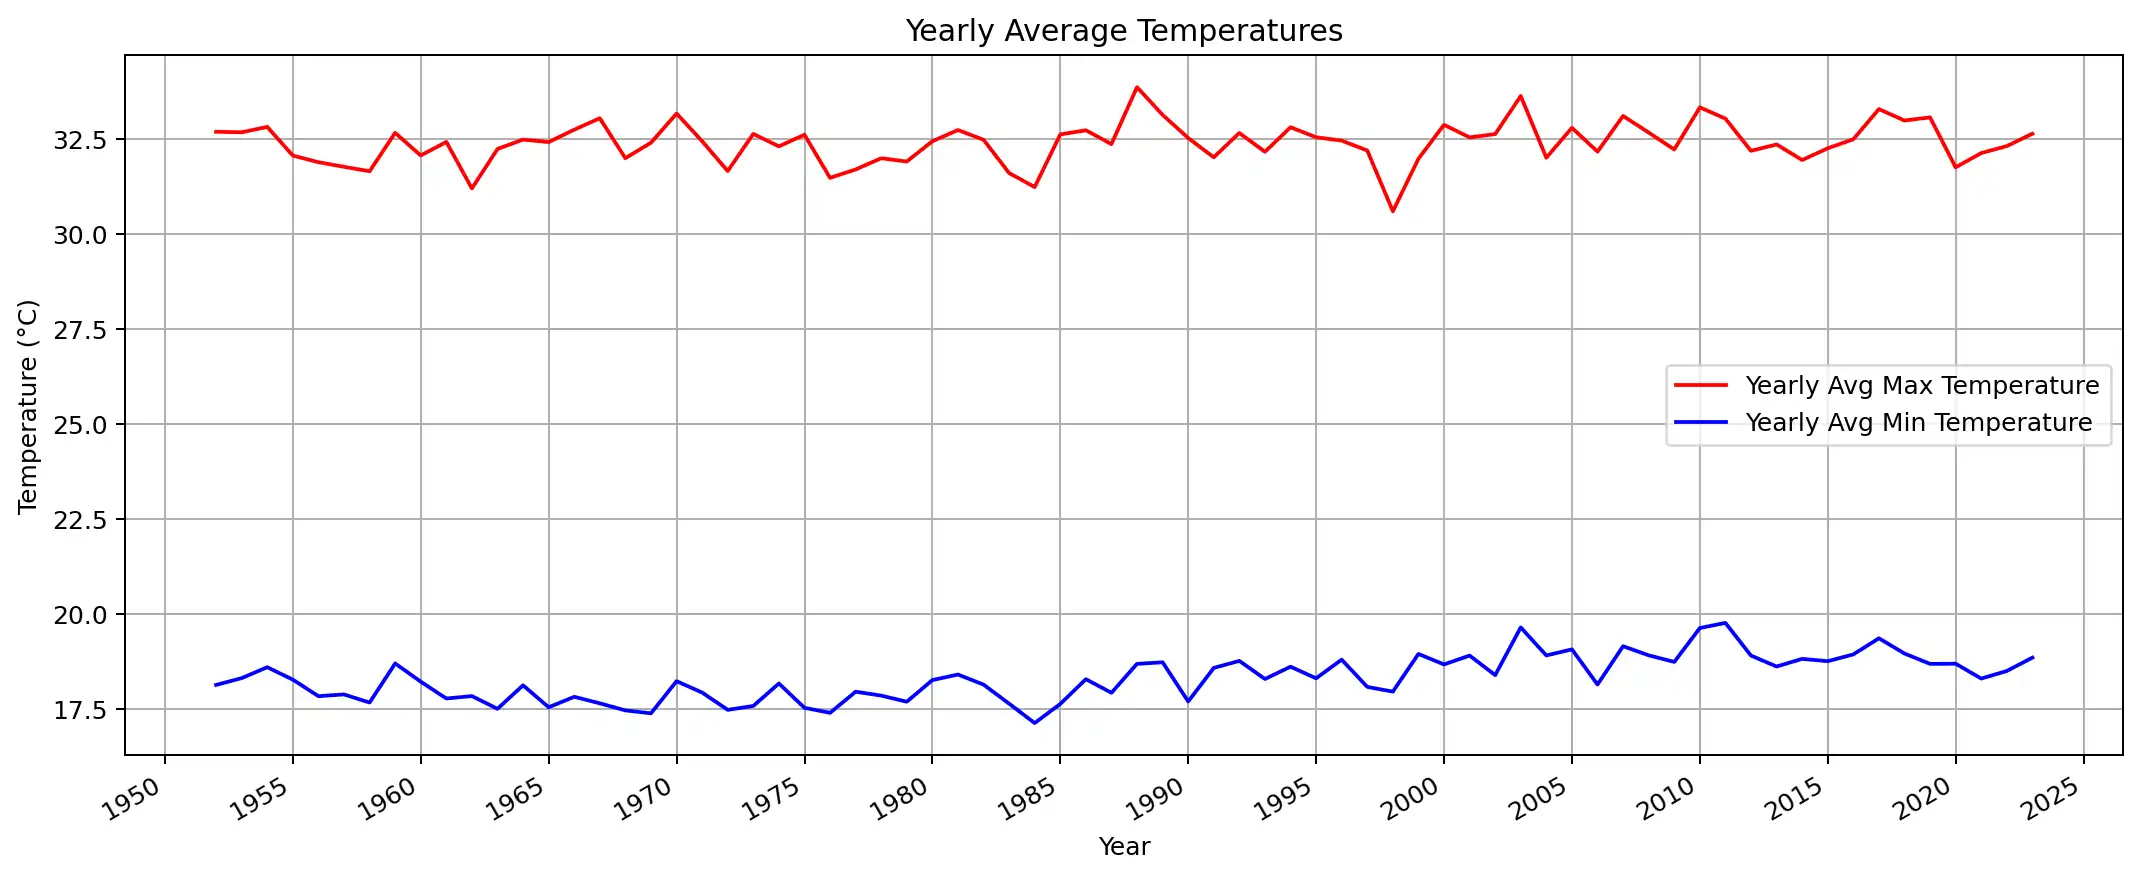 Yearly Average Temperatures
Temperature (°C)
32.5
30.0
27.5
25.0
22.5
20.0
17.5
Yearly Avg Max Temperature
Yearly Avg Min Temperature
1950 1955 1960 1965 1970 1975 1980 1985 1990 1995 2000 2005 2010 2015 2020 2025
Year